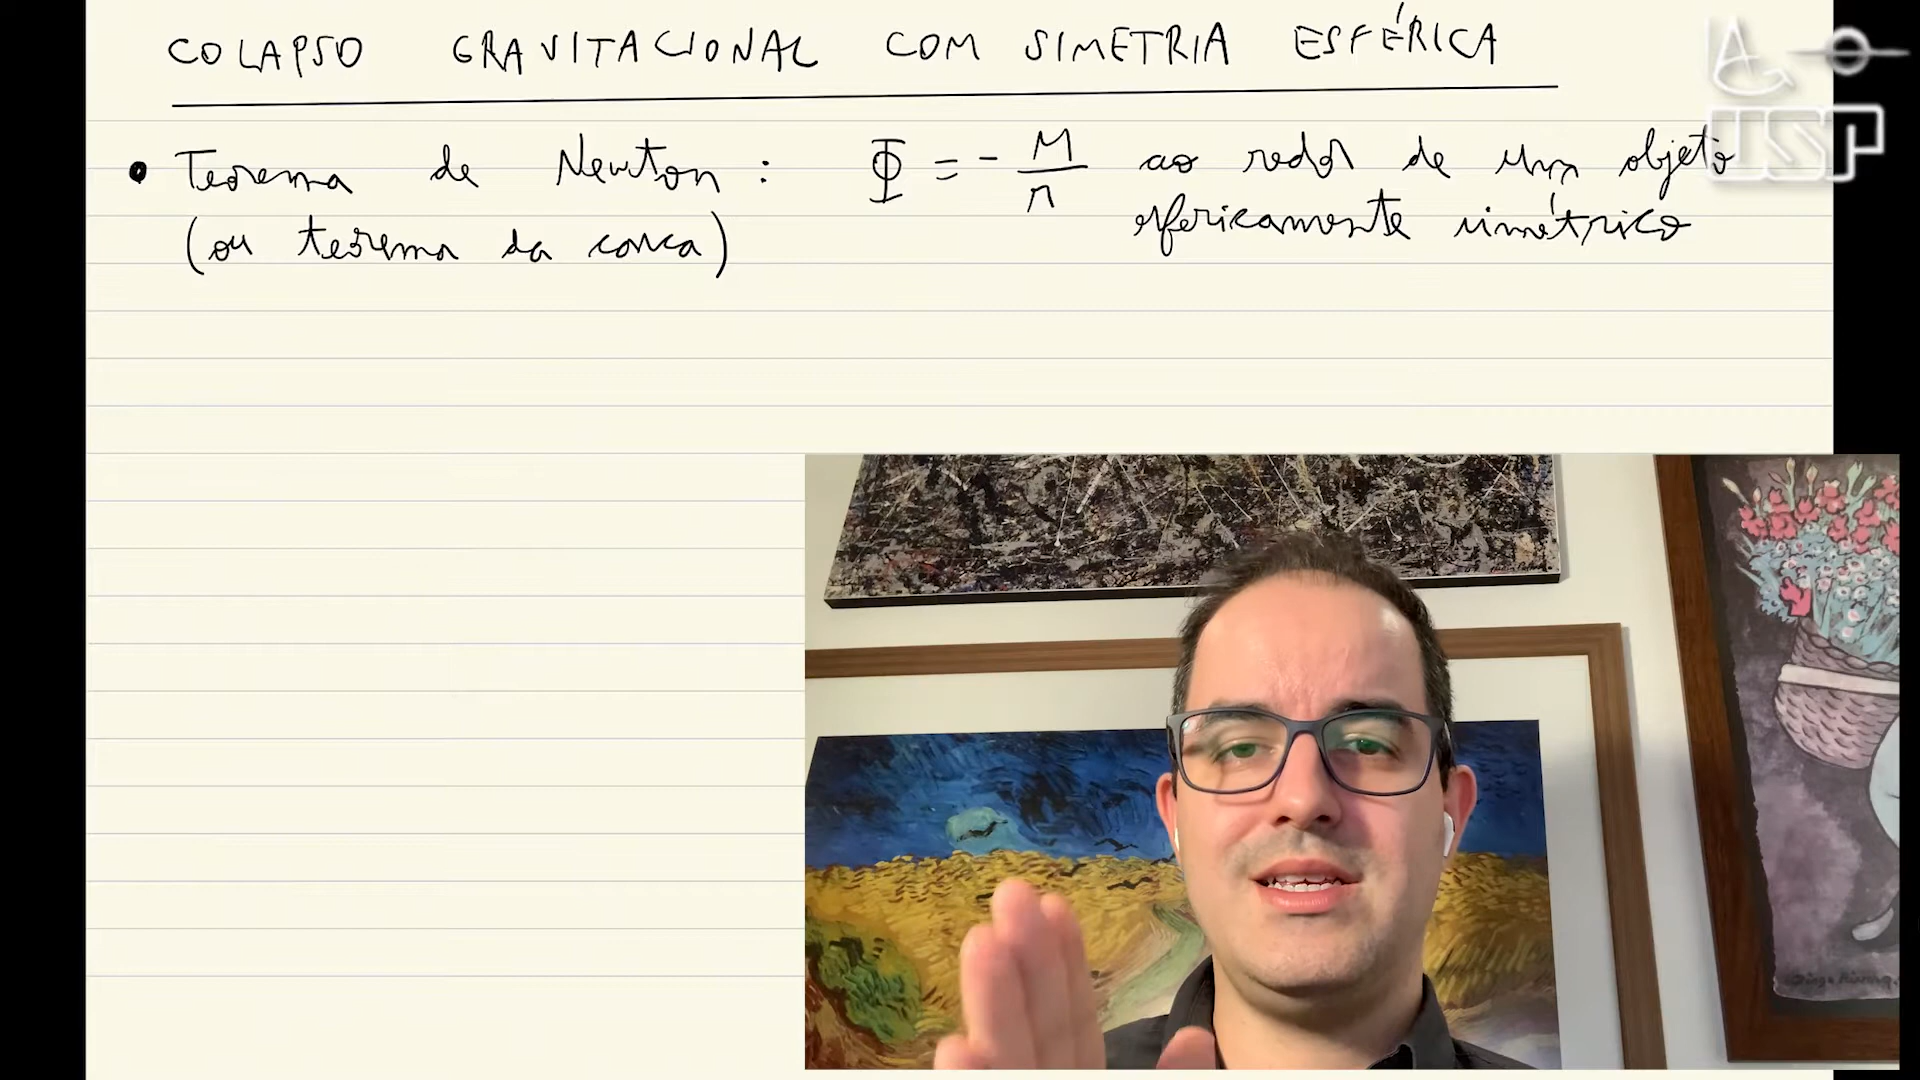 COLAPSO GRAVITACIONAL COM SIMETRIA ESFÉRICA
• Teorema de Newton : Φ = - M/r ao redor de um objeto
(ou teorema da casca) esfericamente simétrico
IAG
USP